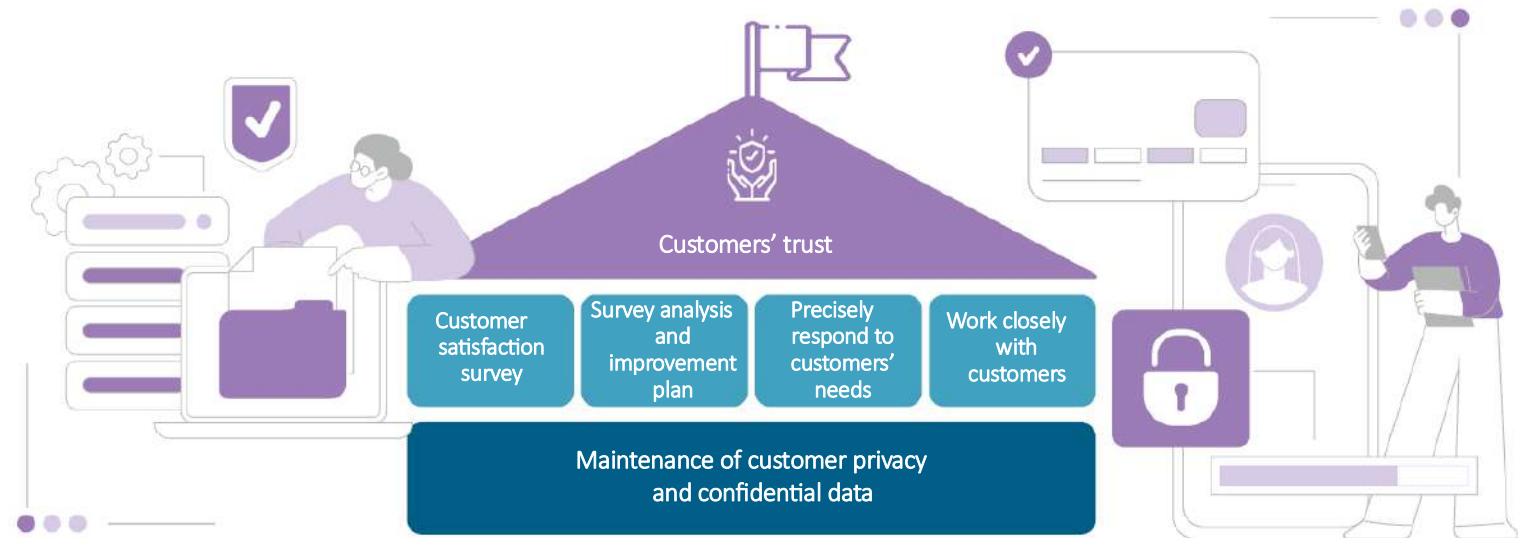 Customers’ trust
Customer
satisfaction
survey
Survey analysis
and
improvement
plan
Precisely
respond to
customers’
needs
Work closely
with
customers
Maintenance of customer privacy
and confidential data